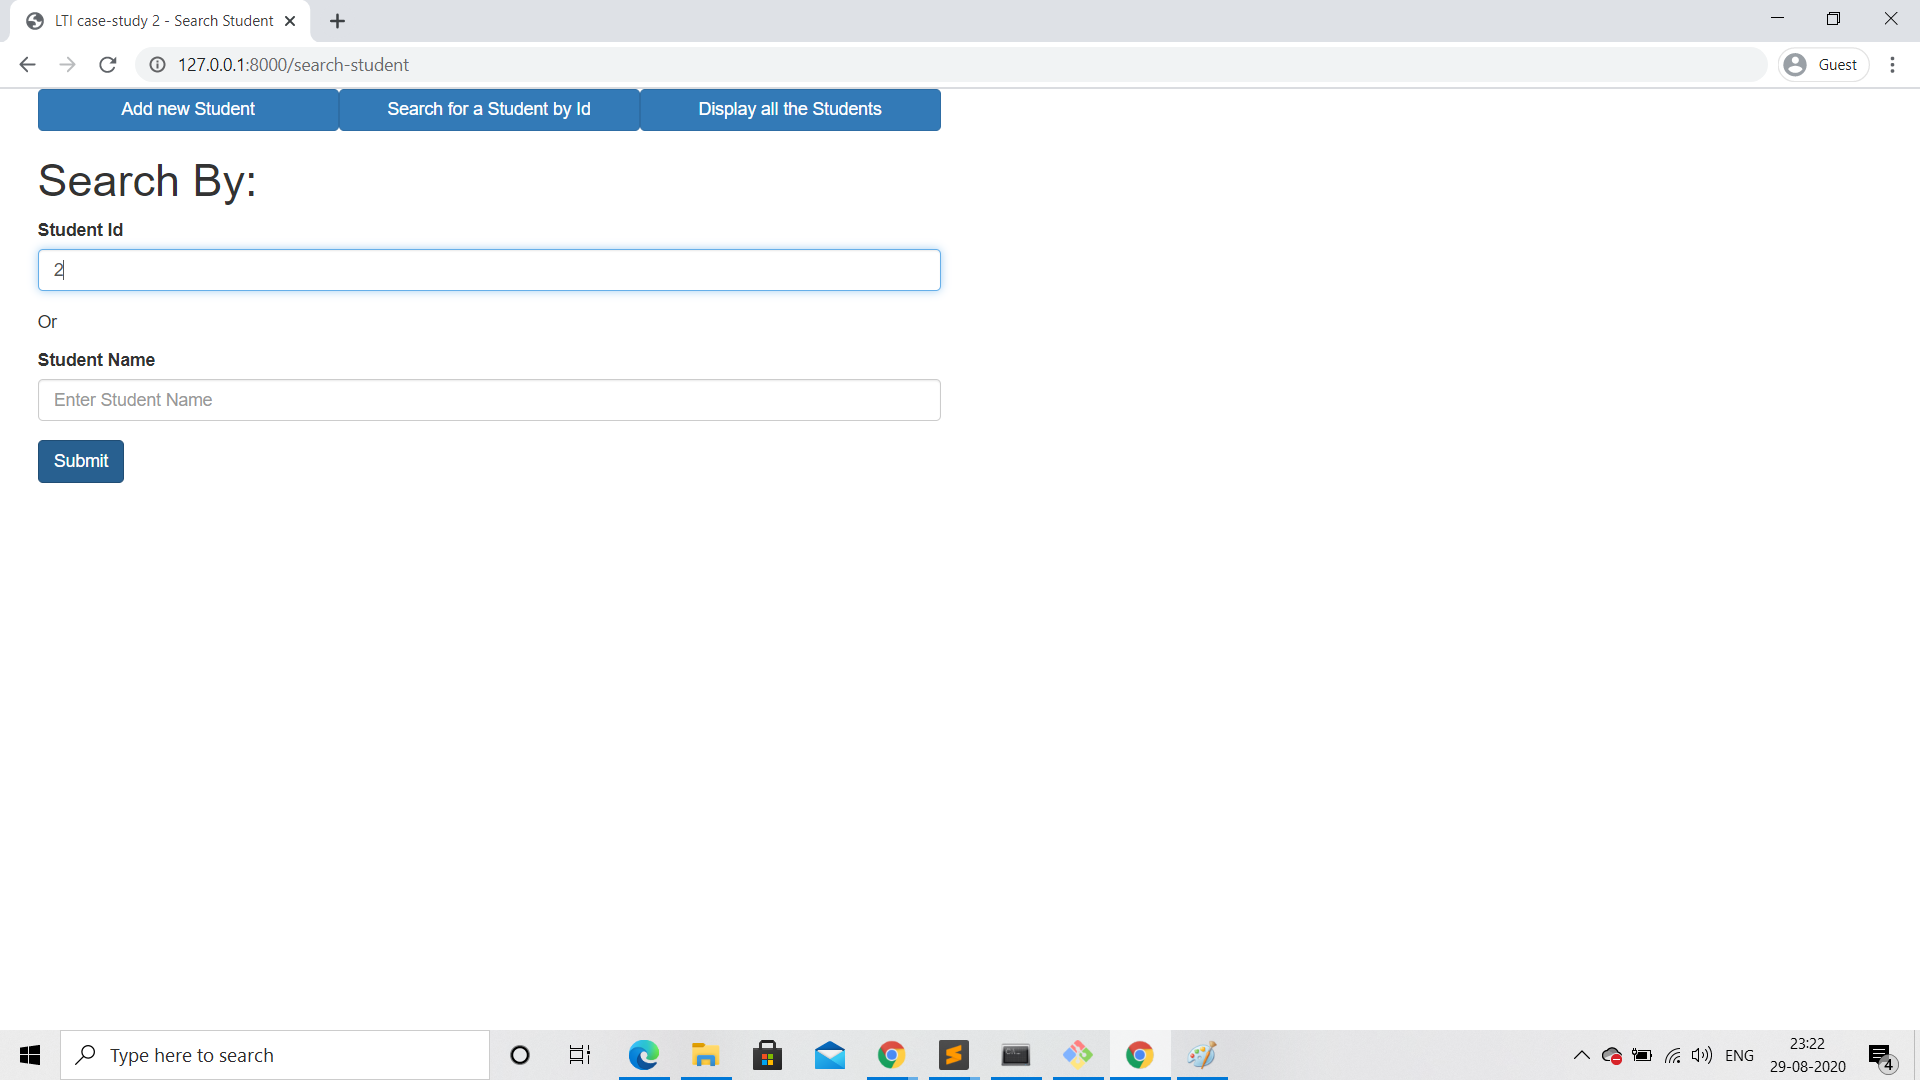 LTI case-study 2 - Search Student
127.0.0.1:8000/search-student
Guest
Add new Student
Search for a Student by Id
Display all the Students
Search By:
Student Id
2
Or
Student Name
Enter Student Name
Submit
Type here to search
ENG
23:22
29-08-2020
4